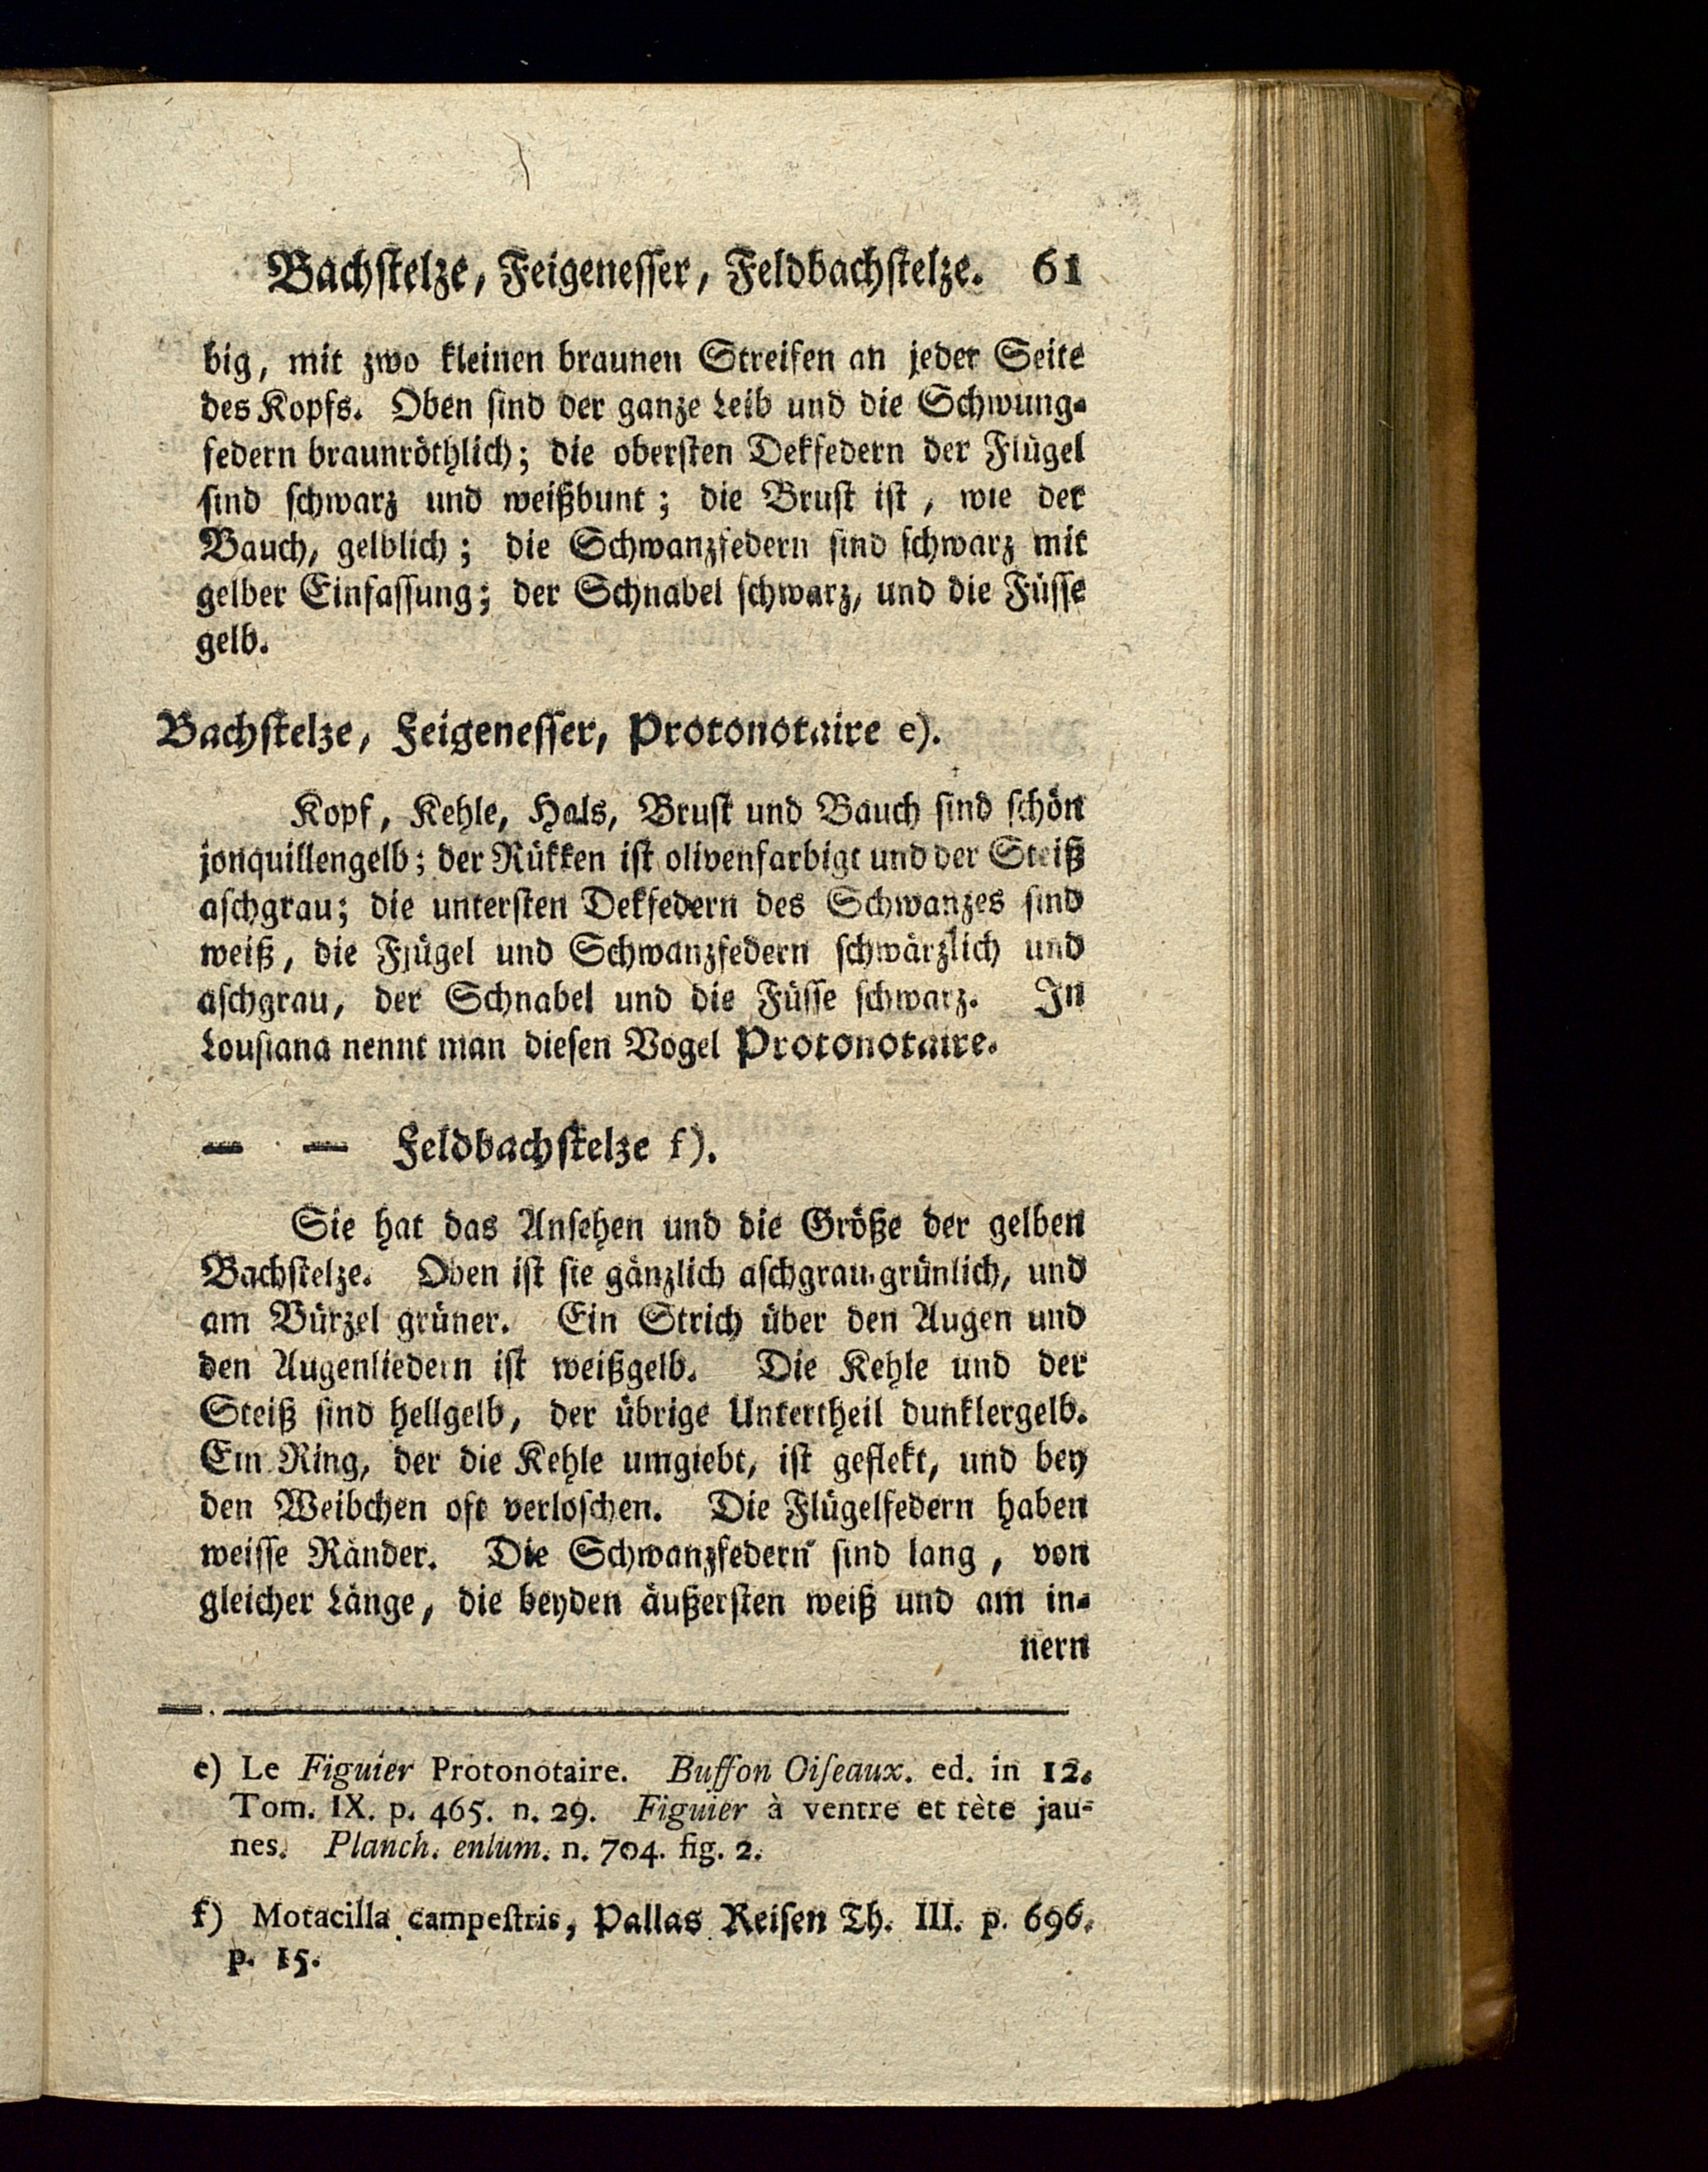 Bachſtelze, Feigeneſſer, Feldbachſtelze. 61
big, mit zwo kleinen braunen Streifen an jeder Seite
des Kopfs. Oben ſind der ganze Leib und die Schwung-
federn braunröthlich; die oberſten Dekfedern der Flügel
ſind ſchwarz und weißbunt; die Bruſt iſt, wie der
Bauch, gelblich; die Schwanzfedern ſind ſchwarz mit
gelber Einfaſſung; der Schnabel ſchwarz, und die Füſſe
gelb.
Bachſtelze, Feigeneſſer, Protonotaire e).
Kopf, Kehle, Hals, Bruſt und Bauch ſind ſchön
jonquillengelb; der Rükken iſt olivenfarbigt und der Steiß
aſchgrau; die unterſten Dekfedern des Schwanzes ſind
weiß, die Flügel und Schwanzfedern ſchwärzlich und
aſchgrau, der Schnabel und die Füſſe ſchwarz. In
Louſiana nennt man dieſen Vogel Protonotaire.
— — Feldbachſtelze f).
Sie hat das Anſehen und die Größe der gelben
Bachſtelze. Oben iſt ſie gänzlich aſchgrau-grünlich, und
am Bürzel grüner. Ein Strich über den Augen und
den Augenliedern iſt weißgelb. Die Kehle und der
Steiß ſind hellgelb, der übrige Untertheil dunklergelb.
Ein Ring, der die Kehle umgiebt, iſt geflekt, und bey
den Weibchen oft verloſchen. Die Flügelfedern haben
weiſſe Ränder. Die Schwanzfedern ſind lang, von
gleicher Länge, die beyden äußerſten weiß und am in-
nern
e) Le Figuier Protonotaire. Buffon Oiſeaux. ed. in 12.
Tom. IX. p. 465. n. 29. Figuier à ventre et tète jau-
nes. Planch. enlum. n. 704. fig. 2.
f) Motacilla campeſtris, Pallas Reiſen Th. III. p. 696.
p. 15.